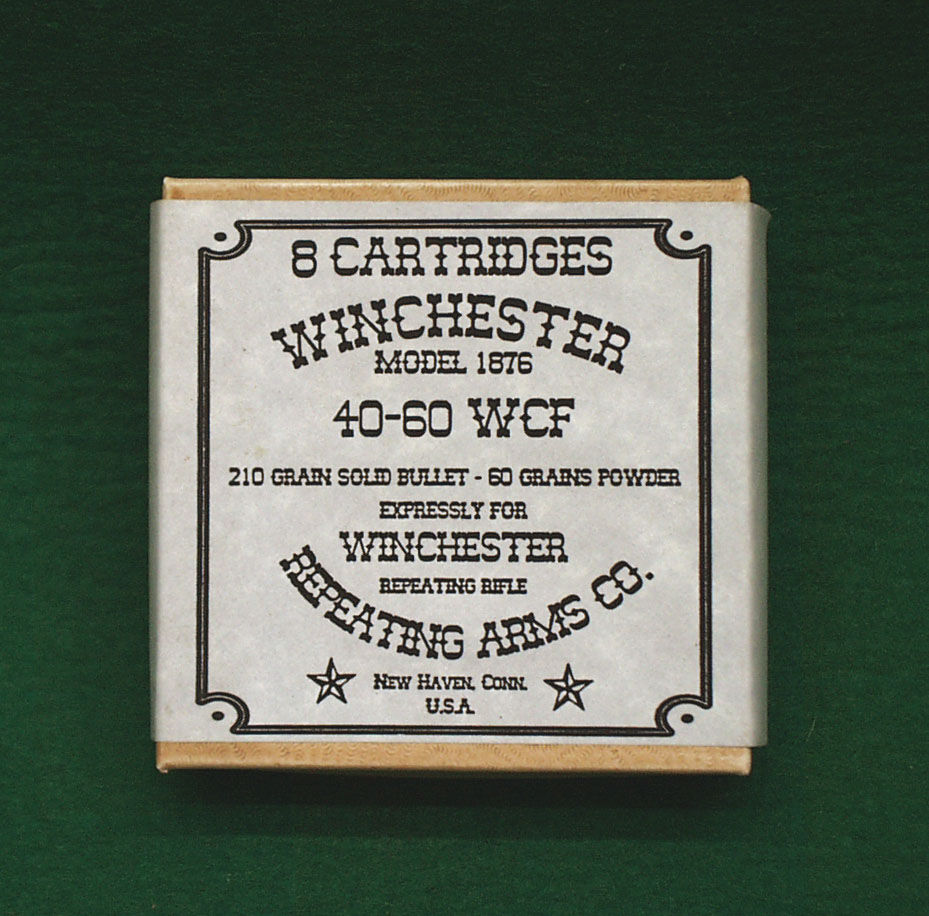 8 CARTRIDGES
WINCHESTER
MODEL 1876
40-60 WCF
210 GRAIN SOLID BULLET - 60 GRAINS POWDER
EXPRESSLY FOR
WINCHESTER
REPEATING RIFLE
REPEATING ARMS CO.
NEW HAVEN, CONN.
U.S.A.